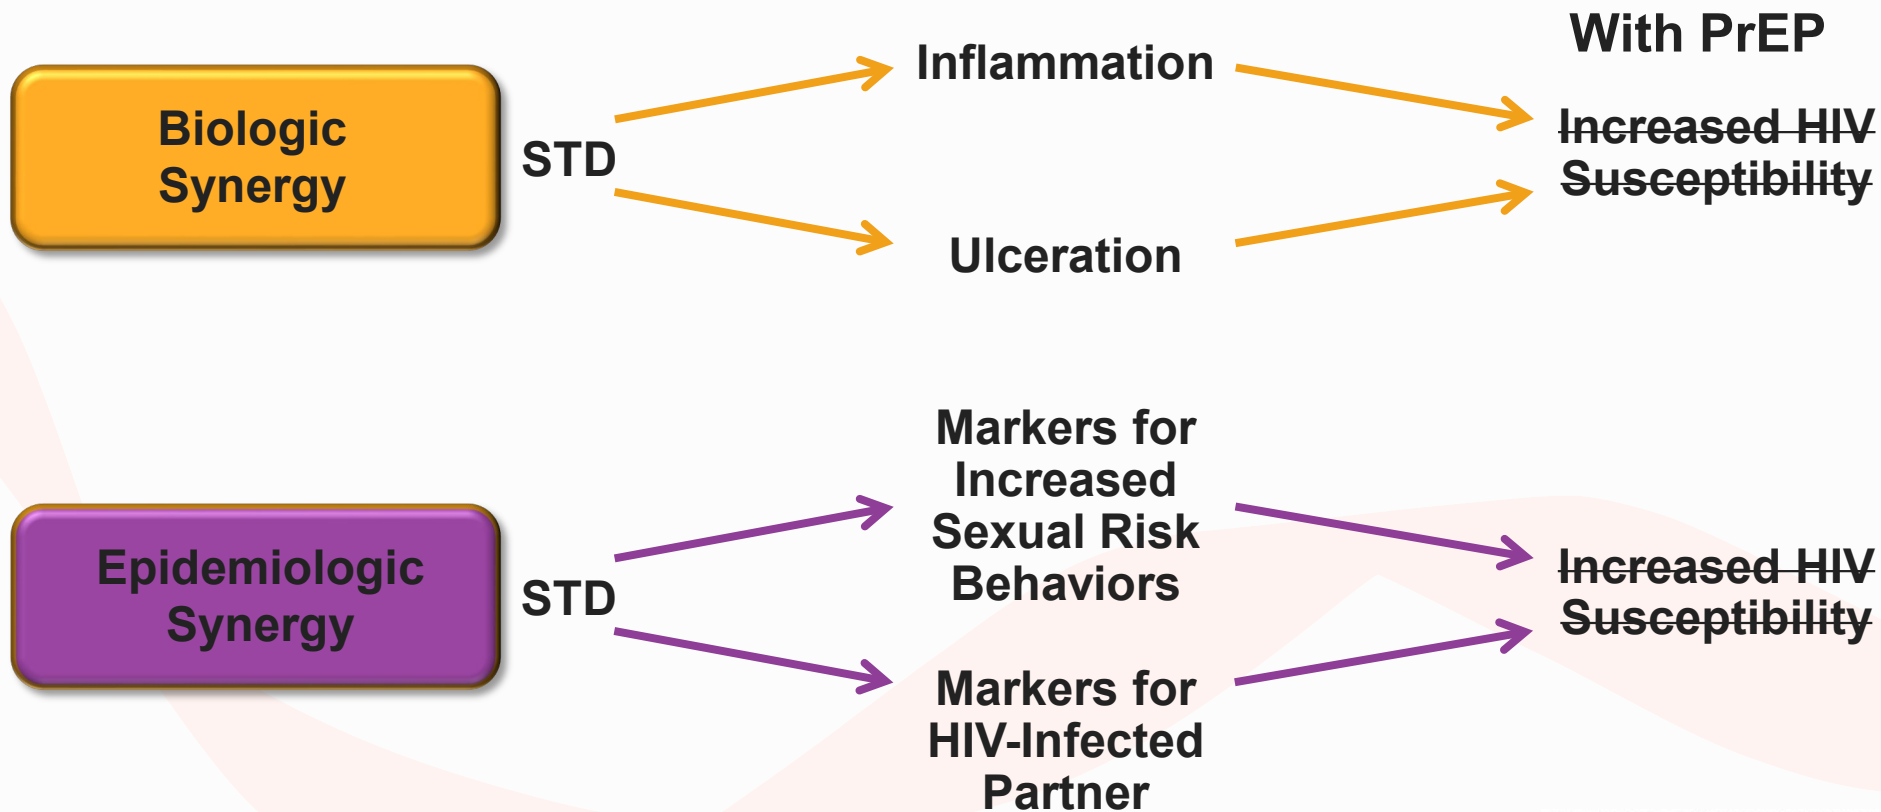 With PrEP
Biologic
Synergy
STD
Inflammation
Ulceration
Increased HIV
Susceptibility
Epidemiologic
Synergy
STD
Markers for
Increased
Sexual Risk
Behaviors
Markers for
HIV-Infected
Partner
Increased HIV
Susceptibility